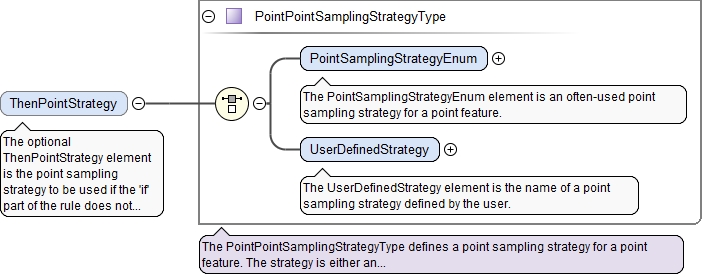 PointPointSamplingStrategyType
PointSamplingStrategyEnum
The PointSamplingStrategyEnum element is an often-used point
sampling strategy for a point feature.
ThenPointStrategy
The optional
ThenPointStrategy element
is the point sampling
strategy to be used if the 'if'
part of the rule does not...
UserDefinedStrategy
The UserDefinedStrategy element is the name of a point
sampling strategy defined by the user.
The PointPointSamplingStrategyType defines a point sampling strategy for a point
feature. The strategy is either an...